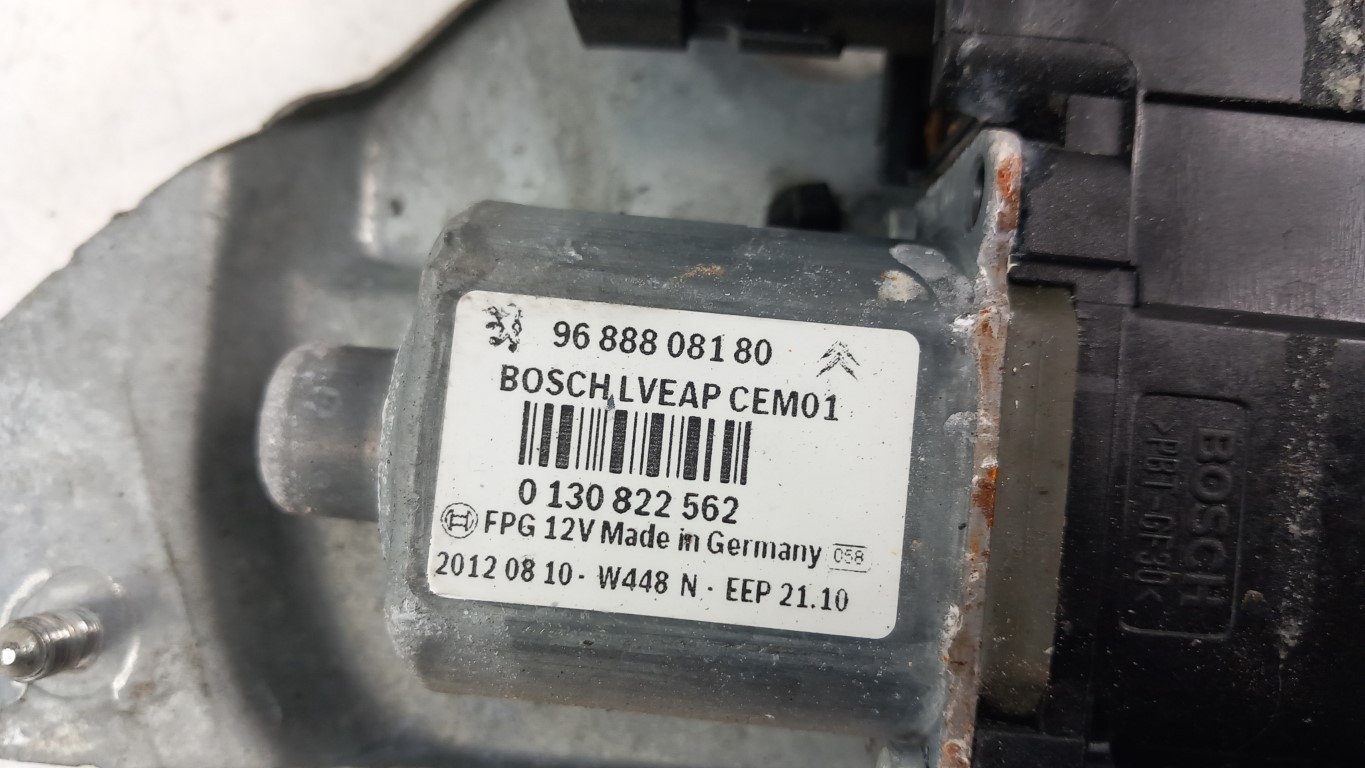 96 888 081 80
BOSCH LVEAP CEM01
0 130 822 562
FPG 12V Made in Germany 068
2012 08 10 - W448 N - EEP 21.10
BOSCH
>PBT-GF30<